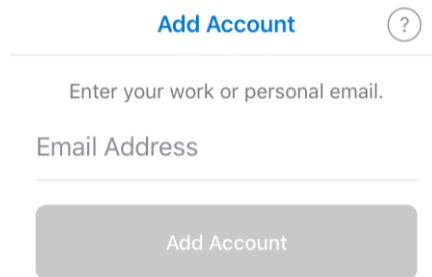 Add Account
?
Enter your work or personal email.
Email Address
Add Account